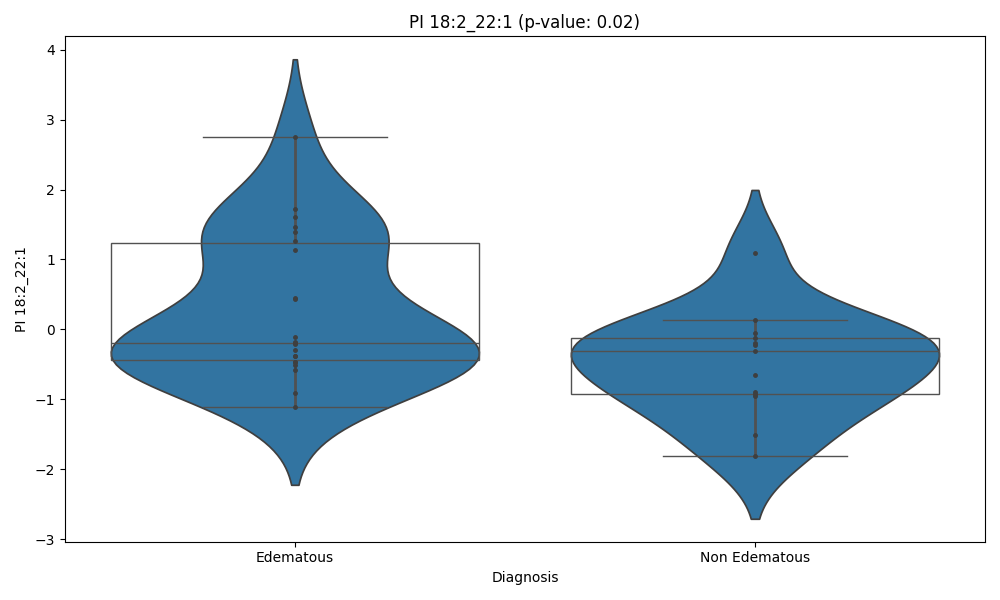 PI 18:2_22:1 (p-value: 0.02)
4
3
2
1
0
−1
−2
−3
PI 18:2_22:1
Edematous
Non Edematous
Diagnosis